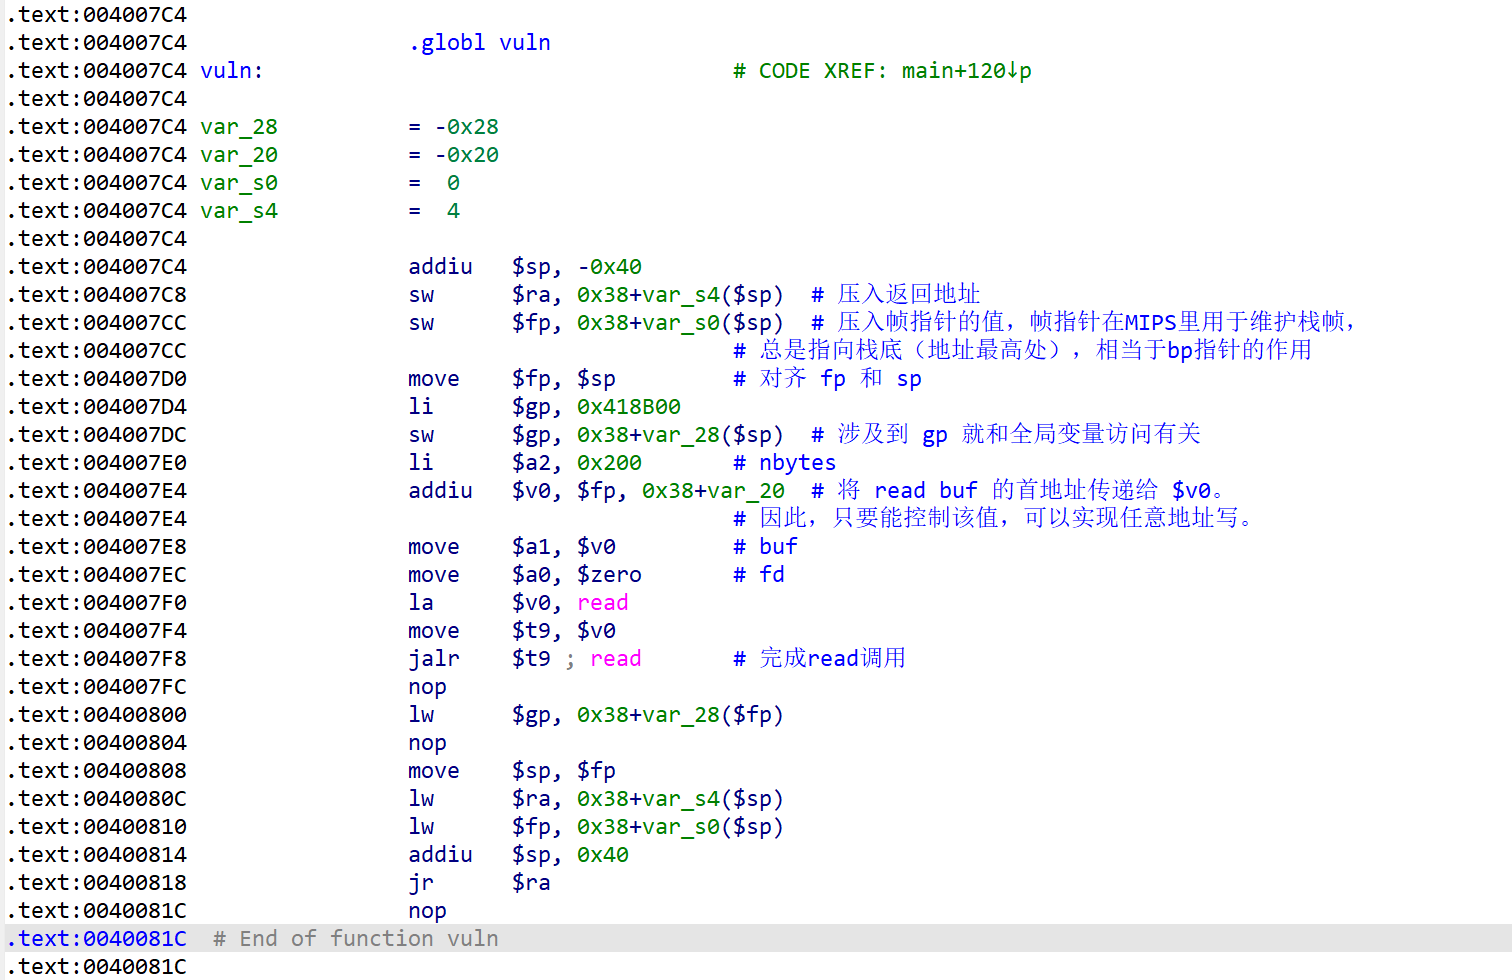 .text:004007C4
.text:004007C4 .globl vuln
.text:004007C4 vuln: # CODE XREF: main+120↓p
.text:004007C4
.text:004007C4 var_28 = -0x28
.text:004007C4 var_20 = -0x20
.text:004007C4 var_s0 = 0
.text:004007C4 var_s4 = 4
.text:004007C4
.text:004007C4 addiu $sp, -0x40
.text:004007C8 sw $ra, 0x38+var_s4($sp) # 压入返回地址
.text:004007CC sw $fp, 0x38+var_s0($sp) # 压入帧指针的值，帧指针在MIPS里用于维护栈帧，
.text:004007CC # 总是指向栈底（地址最高处），相当于bp指针的作用
.text:004007D0 move $fp, $sp # 对齐 fp 和 sp
.text:004007D4 li $gp, 0x418B00
.text:004007DC sw $gp, 0x38+var_28($sp) # 涉及到 gp 就和全局变量访问有关
.text:004007E0 li $a2, 0x200 # nbytes
.text:004007E4 addiu $v0, $fp, 0x38+var_20 # 将 read buf 的首地址传递给 $v0。
.text:004007E4 # 因此，只要能控制该值，可以实现任意地址写。
.text:004007E8 move $a1, $v0 # buf
.text:004007EC move $a0, $zero # fd
.text:004007F0 la $v0, read
.text:004007F4 move $t9, $v0
.text:004007F8 jalr $t9 ; read # 完成read调用
.text:004007FC nop
.text:00400800 lw $gp, 0x38+var_28($fp)
.text:00400804 nop
.text:00400808 move $sp, $fp
.text:0040080C lw $ra, 0x38+var_s4($sp)
.text:00400810 lw $fp, 0x38+var_s0($sp)
.text:00400814 addiu $sp, 0x40
.text:00400818 jr $ra
.text:0040081C nop
.text:0040081C # End of function vuln
.text:0040081C